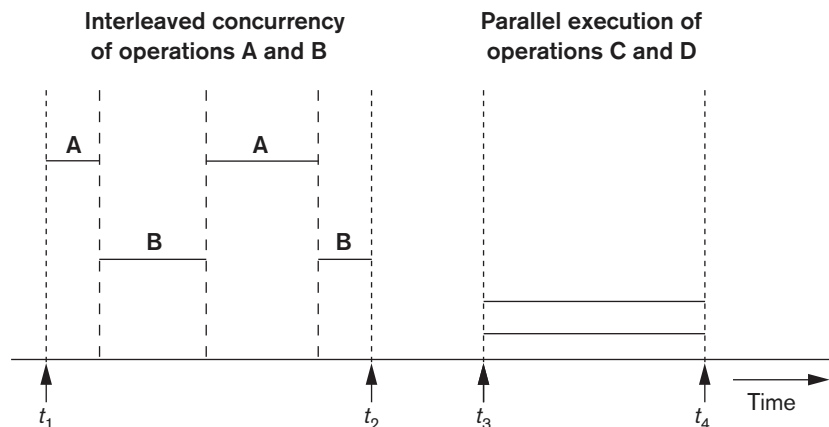 Interleaved concurrency
of operations A and B
Parallel execution of
operations C and D
A
A
B
B
t1
t2
t3
t4
Time